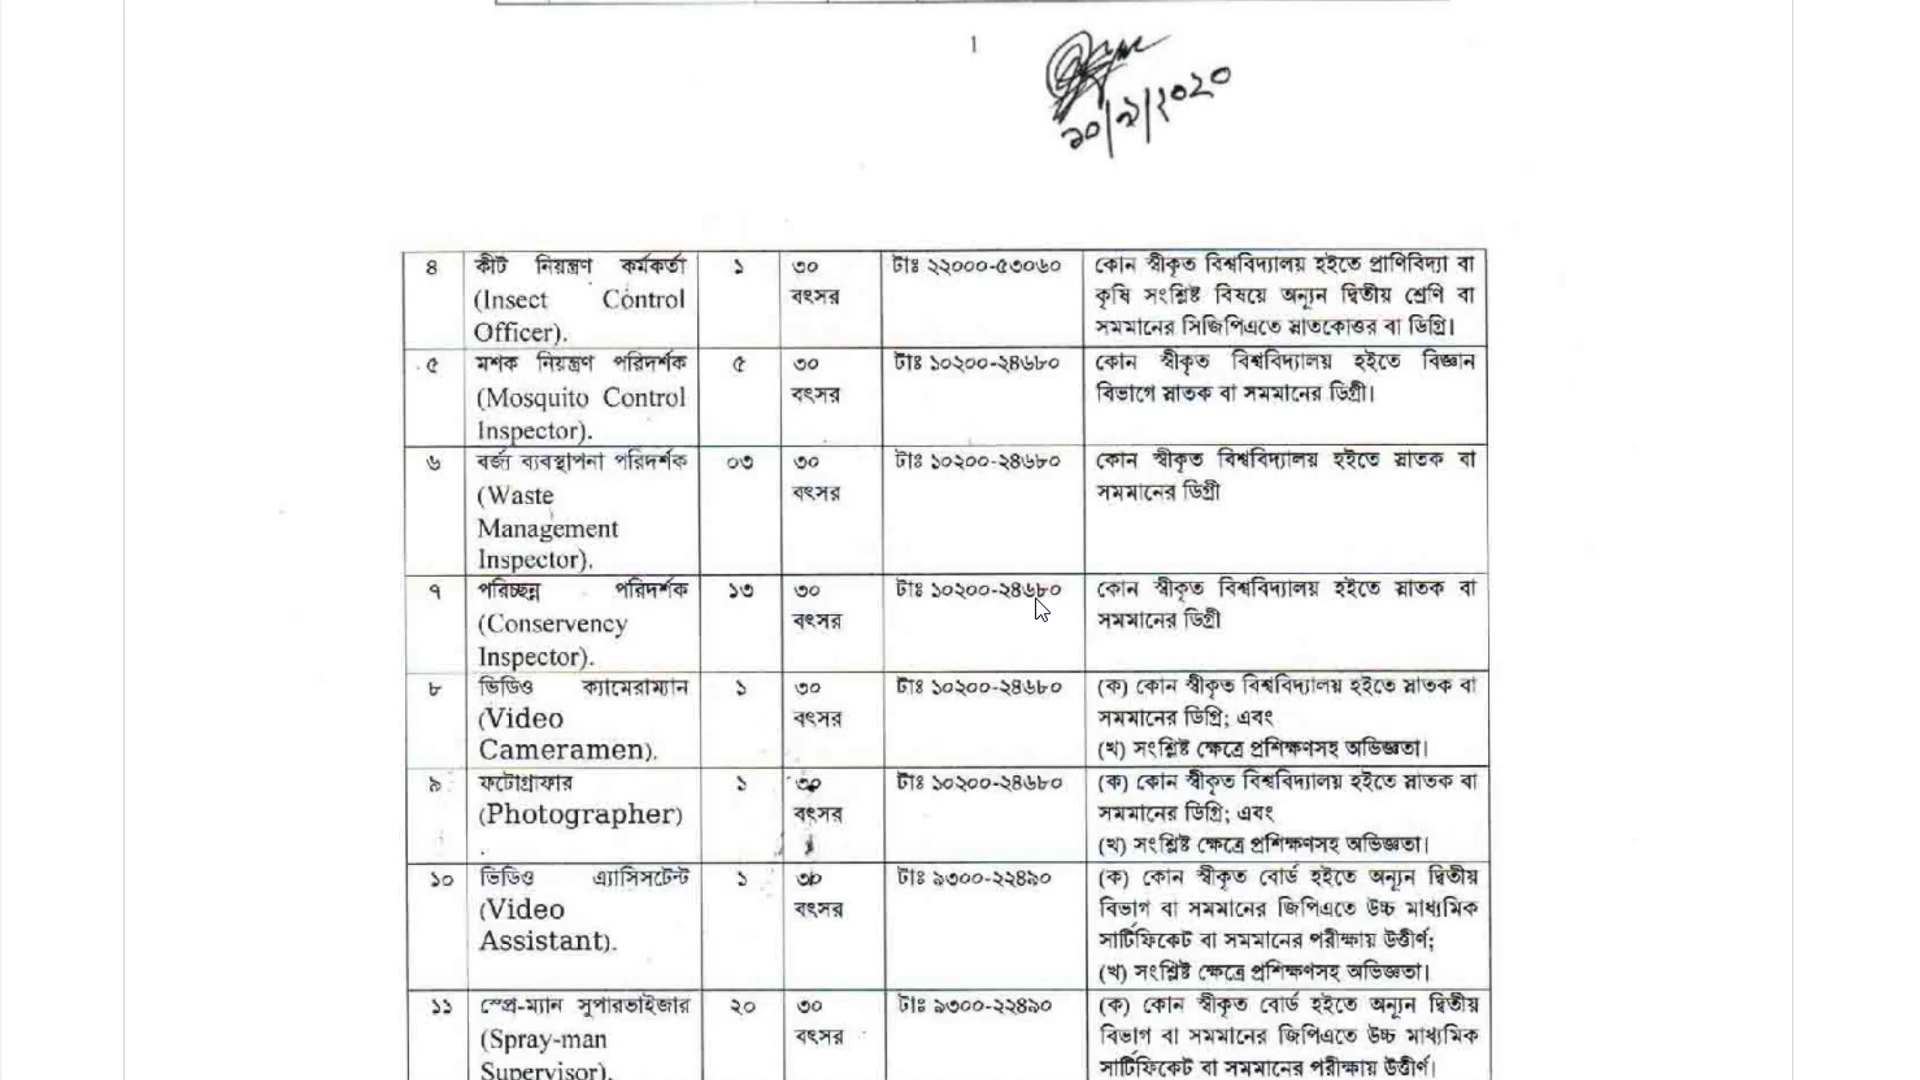 1
১০/৯/২০২০
৪ কীট নিয়ন্ত্রণ কর্মকর্তা ১ ৩০ টাঃ ২২০০০-৫৩০৬০ কোন স্বীকৃত বিশ্ববিদ্যালয় হইতে প্রাণিবিদ্যা বা
(Insect Control বৎসর কৃষি সংশ্লিষ্ট বিষয়ে অন্যূন দ্বিতীয় শ্রেণি বা
Officer). সমমানের সিজিপিএতে স্নাতকোত্তর বা ডিগ্রি।
৫ মশক নিয়ন্ত্রণ পরিদর্শক ৫ ৩০ টাঃ ১০২০০-২৪৬৮০ কোন স্বীকৃত বিশ্ববিদ্যালয় হইতে বিজ্ঞান
(Mosquito Control বৎসর বিভাগে স্নাতক বা সমমানের ডিগ্রী।
Inspector).
৬ বর্জ্য ব্যবস্থাপনা পরিদর্শক ০৩ ৩০ টাঃ ১০২০০-২৪৬৮০ কোন স্বীকৃত বিশ্ববিদ্যালয় হইতে স্নাতক বা
(Waste বৎসর সমমানের ডিগ্রী
Management
Inspector).
৭ পরিচ্ছন্ন পরিদর্শক ১৩ ৩০ টাঃ ১০২০০-২৪৬৮০ কোন স্বীকৃত বিশ্ববিদ্যালয় হইতে স্নাতক বা
(Conservency বৎসর সমমানের ডিগ্রী
Inspector).
৮ ভিডিও ক্যামেরাম্যান ১ ৩০ টাঃ ১০২০০-২৪৬৮০ (ক) কোন স্বীকৃত বিশ্ববিদ্যালয় হইতে স্নাতক বা
(Video বৎসর সমমানের ডিগ্রি; এবং
Cameramen). (খ) সংশ্লিষ্ট ক্ষেত্রে প্রশিক্ষণসহ অভিজ্ঞতা।
৯ ফটোগ্রাফার ১ ৩০ টাঃ ১০২০০-২৪৬৮০ (ক) কোন স্বীকৃত বিশ্ববিদ্যালয় হইতে স্নাতক বা
(Photographer) বৎসর সমমানের ডিগ্রি; এবং
. (খ) সংশ্লিষ্ট ক্ষেত্রে প্রশিক্ষণসহ অভিজ্ঞতা।
১০ ভিডিও এ্যাসিসটেন্ট ১ ৩০ টাঃ ৯৩০০-২২৪৯০ (ক) কোন স্বীকৃত বোর্ড হইতে অন্যূন দ্বিতীয়
(Video বৎসর বিভাগ বা সমমানের জিপিএতে উচ্চ মাধ্যমিক
Assistant). সার্টিফিকেট বা সমমানের পরীক্ষায় উত্তীর্ণ;
(খ) সংশ্লিষ্ট ক্ষেত্রে প্রশিক্ষণসহ অভিজ্ঞতা।
১১ স্প্রে-ম্যান সুপারভাইজার ২০ ৩০ টাঃ ৯৩০০-২২৪৯০ (ক) কোন স্বীকৃত বোর্ড হইতে অন্যূন দ্বিতীয়
(Spray-man বৎসর বিভাগ বা সমমানের জিপিএতে উচ্চ মাধ্যমিক
Supervisor). সার্টিফিকেট বা সমমানের পরীক্ষায় উত্তীর্ণ।